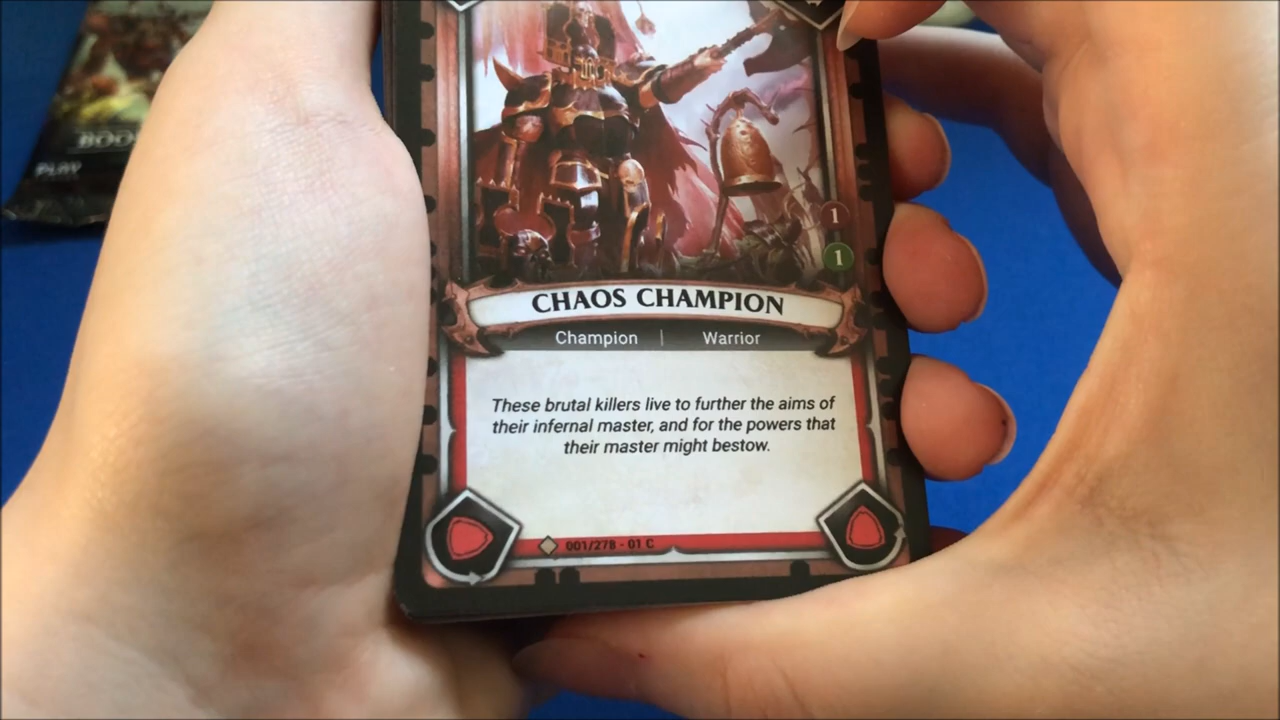 BOO
PLAY
1
1
CHAOS CHAMPION
Champion | Warrior
These brutal killers live to further the aims of
their infernal master, and for the powers that
their master might bestow.
001/278 - 01 C